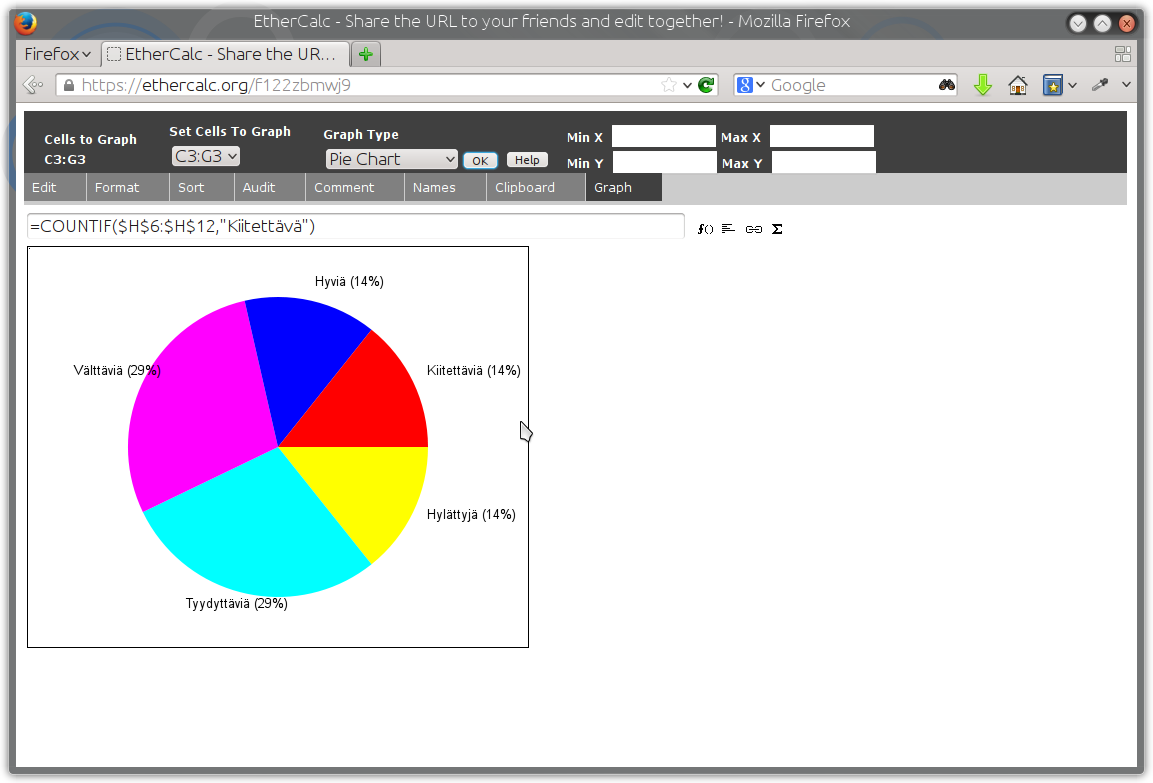 EtherCalc - Share the URL to your friends and edit together! - Mozilla Firefox
Firefox
EtherCalc - Share the UR...
https://ethercalc.org/f122zbmwj9
Google
Cells to Graph
C3:G3
Set Cells To Graph
C3:G3
Graph Type
Pie Chart
OK
Help
Min X
Max X
Min Y
Max Y
Edit
Format
Sort
Audit
Comment
Names
Clipboard
Graph
=COUNTIF($H$6:$H$12,"Kiitettävä")
Hyviä (14%)
Välttäviä (29%)
Kiitettäviä (14%)
Hylättyjä (14%)
Tyydyttäviä (29%)